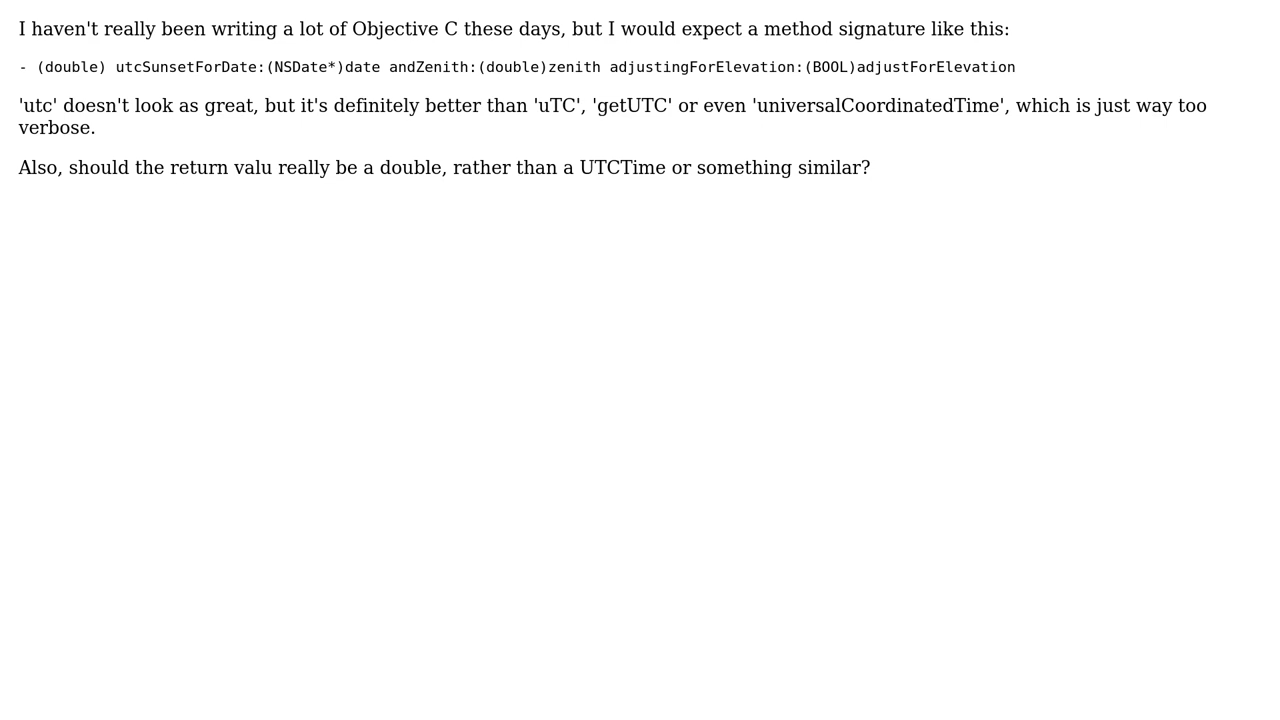 I haven't really been writing a lot of Objective C these days, but I would expect a method signature like this:
- (double) utcSunsetForDate:(NSDate*)date andZenith:(double)zenith adjustingForElevation:(BOOL)adjustForElevation
'utc' doesn't look as great, but it's definitely better than 'uTC', 'getUTC' or even 'universalCoordinatedTime', which is just way too
verbose.
Also, should the return valu really be a double, rather than a UTCTime or something similar?